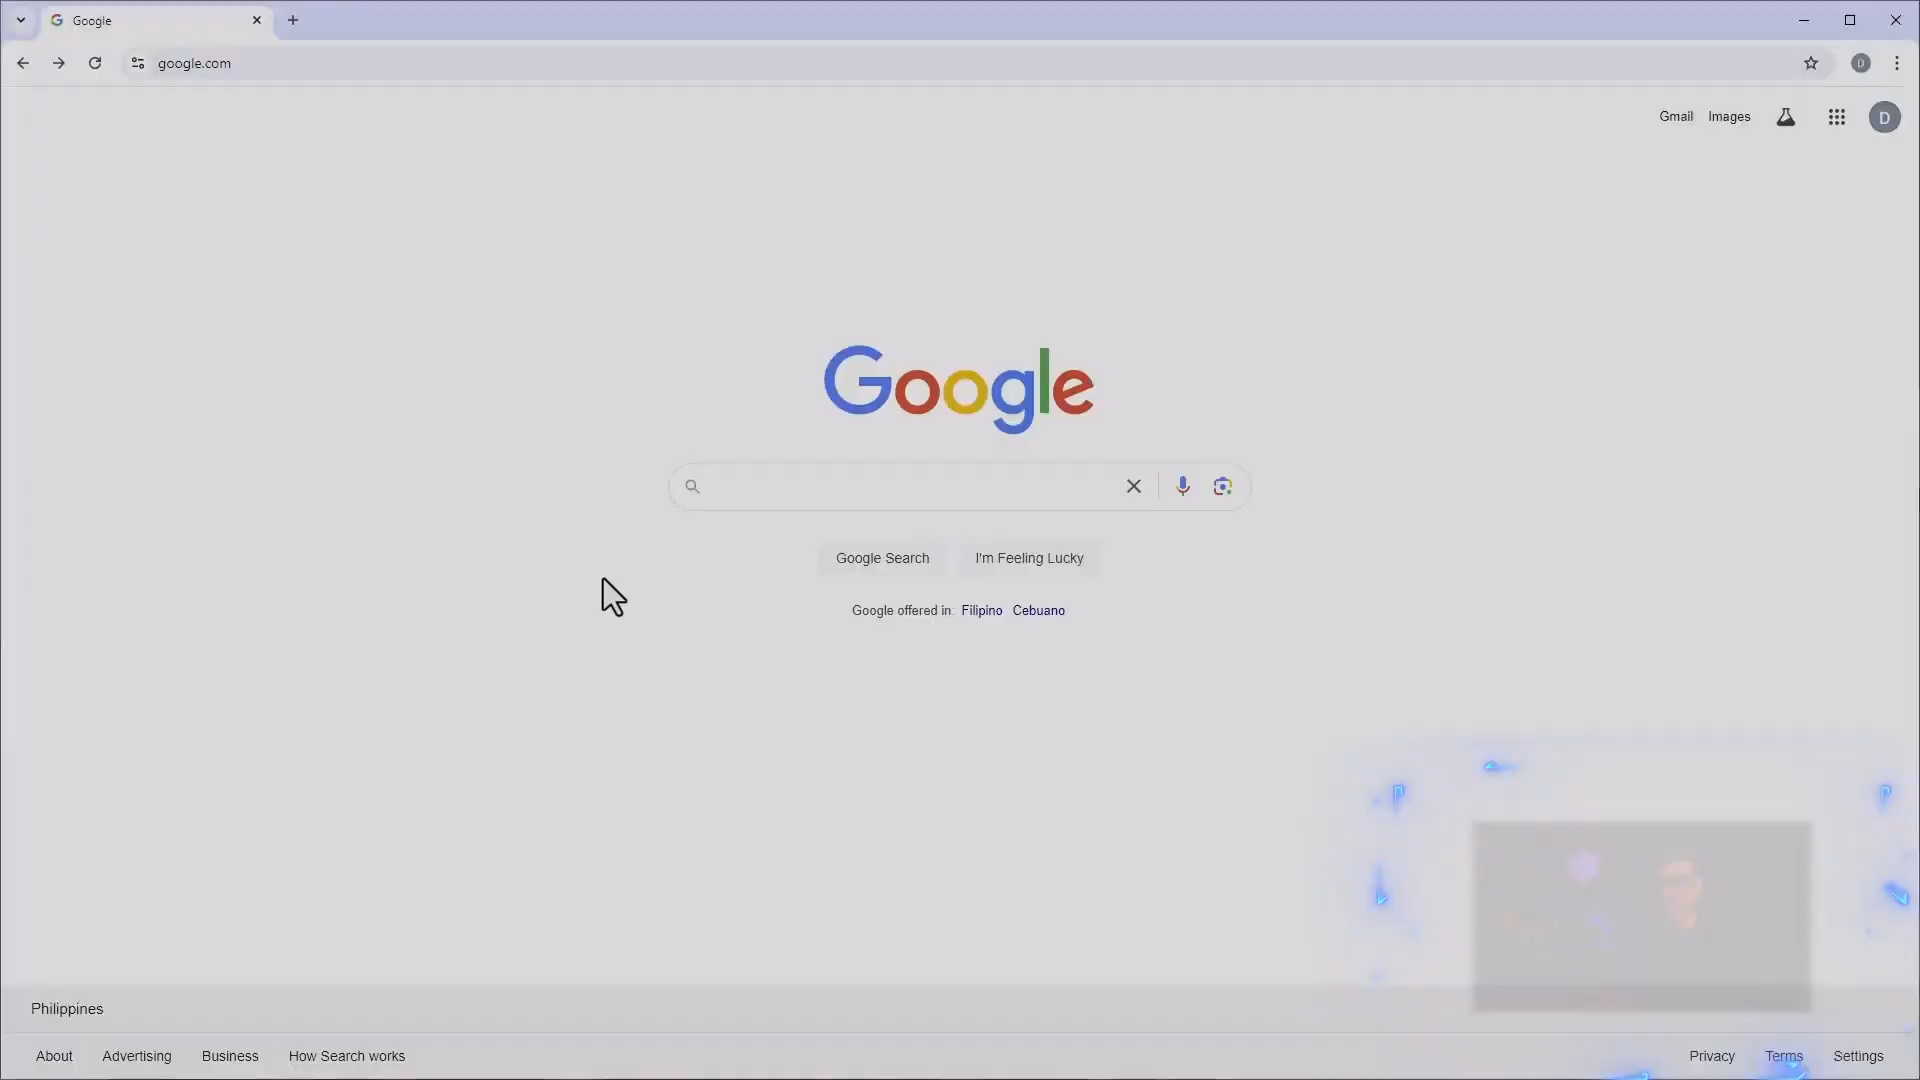 Google
google.com
Gmail Images
D
D
Google
Google Search I'm Feeling Lucky
Google offered in: Filipino Cebuano
Philippines
About Advertising Business How Search works
Privacy Terms Settings